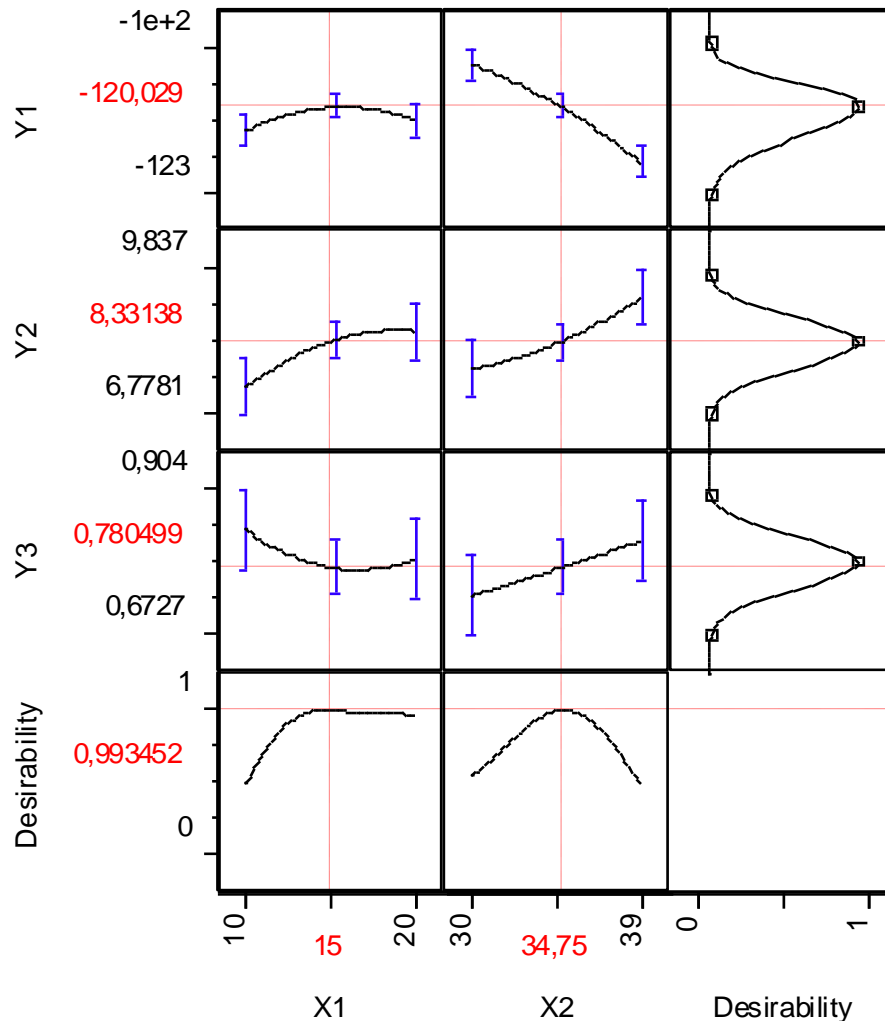 -1e+2
-120,029
-123
Y1
9,837
8,33138
6,7781
Y2
0,904
0,780499
0,6727
Y3
1
0,993452
0
Desirability
10
15
20
30
34,75
39
0
1
X1
X2
Desirability